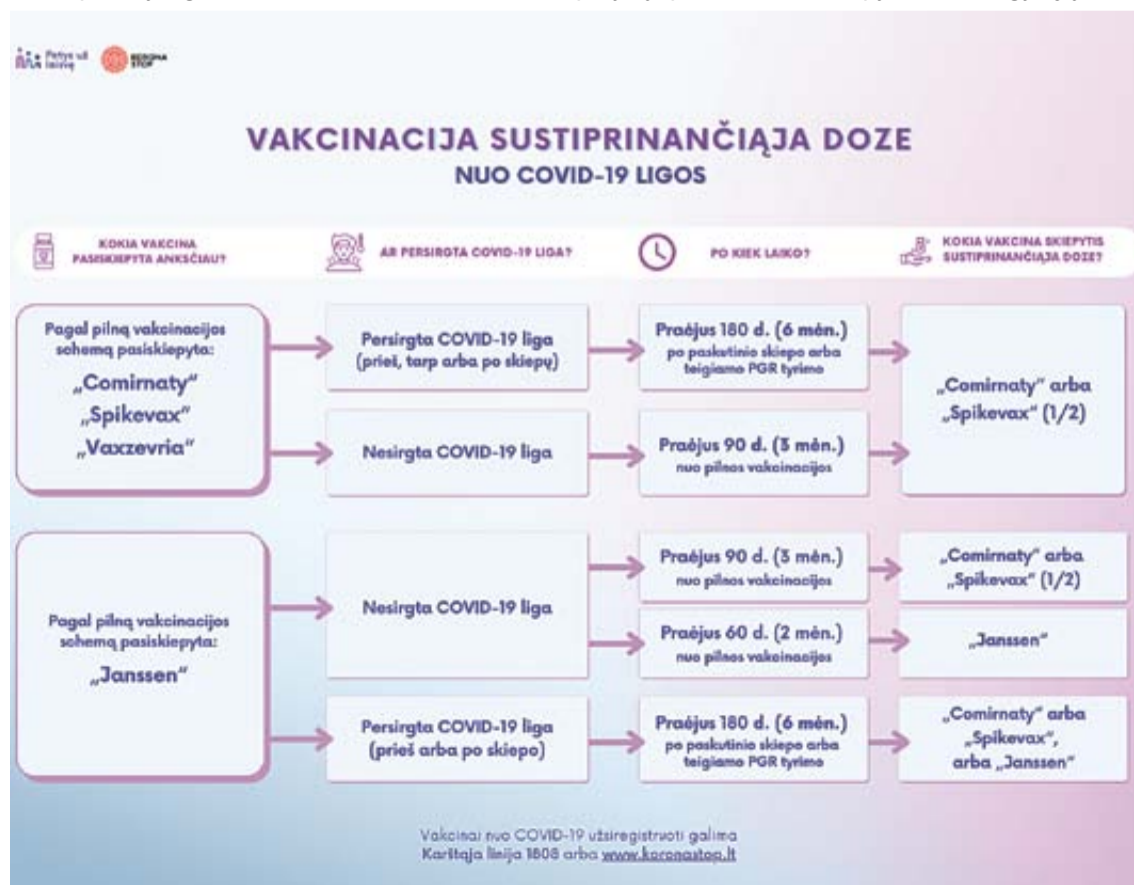 Petys už
laisvę
KORONA
STOP
VAKCINACIJA SUSTIPRINANČIĄJA DOZE
NUO COVID-19 LIGOS
KOKIA VAKCINA
PASISKIEPYTA ANKSČIAU?
AR PERSIRGTA COVID-19 LIGA?
PO KIEK LAIKO?
KOKIA VAKCINA SKIEPYTIS
SUSTIPRINANČIĄJA DOZE?
Pagal pilną vakcinacijos
schemą pasiskiepyta:
„Comirnaty“
„Spikevax“
„Vaxzevria“
Persirgta COVID-19 liga
(prieš, tarp arba po skiepų)
Praėjus 180 d. (6 mėn.)
po paskutinio skiepo arba
teigiamo PGR tyrimo
„Comirnaty“ arba
„Spikevax“ (1/2)
Nesirgta COVID-19 liga
Praėjus 90 d. (3 mėn.)
nuo pilnos vakcinacijos
Pagal pilną vakcinacijos
schemą pasiskiepyta:
„Janssen“
Nesirgta COVID-19 liga
Praėjus 90 d. (3 mėn.)
nuo pilnos vakcinacijos
„Comirnaty“ arba
„Spikevax“ (1/2)
Praėjus 60 d. (2 mėn.)
nuo pilnos vakcinacijos
„Janssen“
Persirgta COVID-19 liga
(prieš arba po skiepo)
Praėjus 180 d. (6 mėn.)
po paskutinio skiepo arba
teigiamo PGR tyrimo
„Comirnaty“ arba
„Spikevax“,
arba „Janssen“
Vakcinai nuo COVID-19 užsiregistruoti galima
Karštąja linija 1808 arba www.koronastop.lt